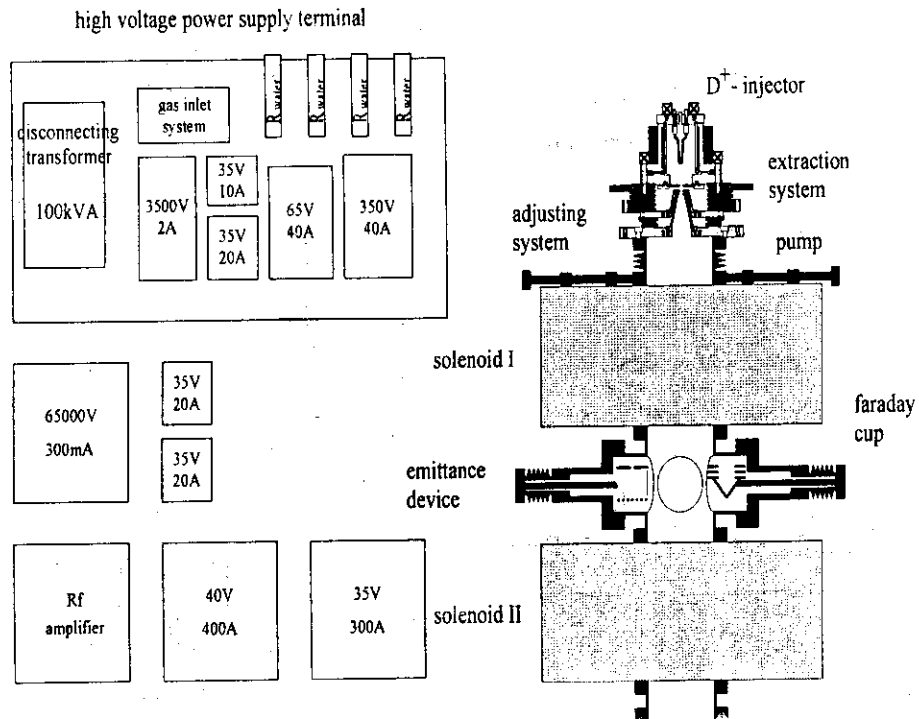 high voltage power supply terminal
gas inlet
system
R water
R water
R water
R water
disconnecting
transformer
100kVA
3500V
2A
35V
10A
35V
20A
65V
40A
350V
40A
65000V
300mA
35V
20A
35V
20A
Rf
amplifier
40V
400A
35V
300A
D+- injector
extraction
system
adjusting
system
pump
solenoid I
faraday
cup
emittance
device
solenoid II